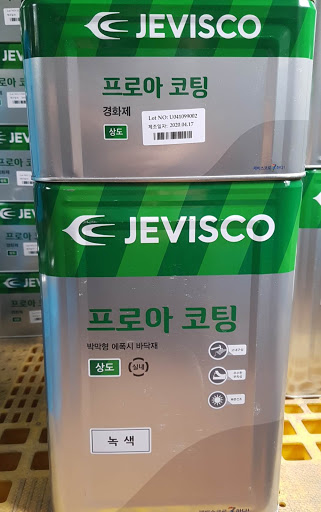 JEVISCO
프로아 코팅
경화제
상도
Lot NO: U041099002
제조일자: 2020.04.17
JEVISCO
프로아 코팅
박막형 에폭시 바닥재
상도
실내
녹색